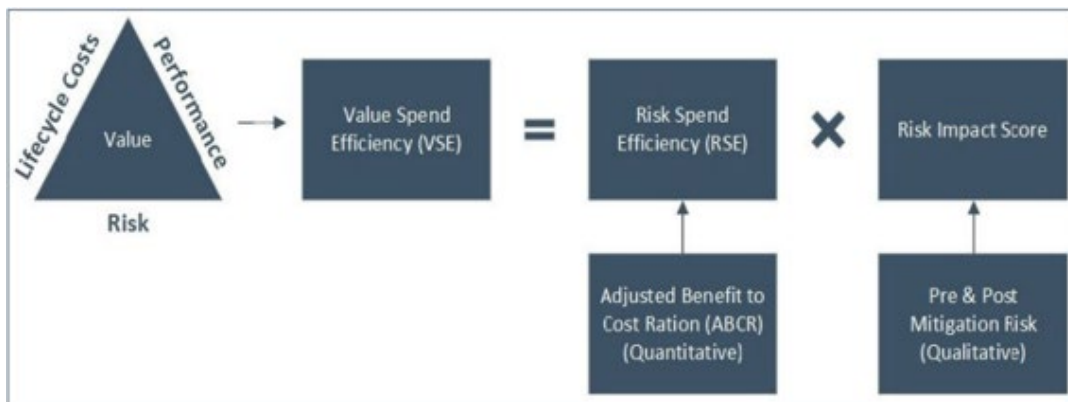 Lifecycle Costs
Performance
Value
Risk
Value Spend
Efficiency (VSE)
=
Risk Spend
Efficiency (RSE)
×
Risk Impact Score
Adjusted Benefit to
Cost Ration (ABCR)
(Quantitative)
Pre & Post
Mitigation Risk
(Qualitative)